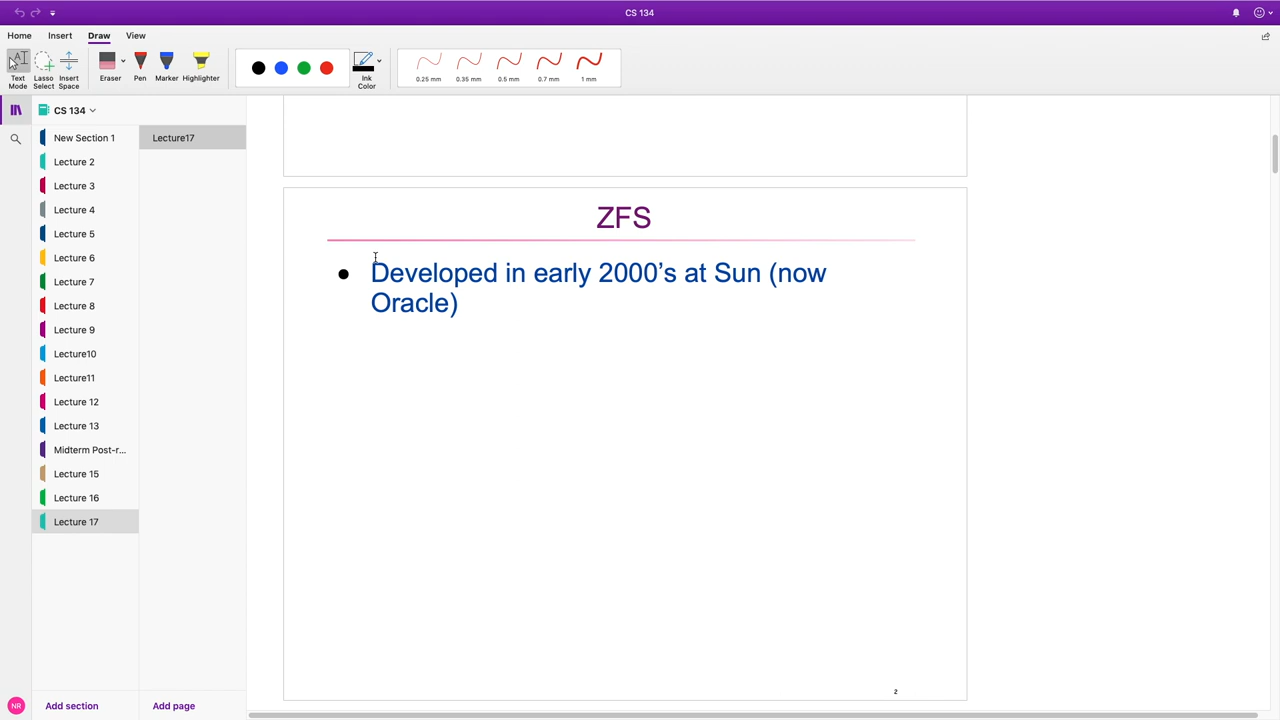 CS 134
Home Insert Draw View
Text Mode
Lasso Select
Insert Space
Eraser
Pen
Marker
Highlighter
Ink Color
0.25 mm
0.35 mm
0.5 mm
0.7 mm
1 mm
CS 134
New Section 1
Lecture 2
Lecture 3
Lecture 4
Lecture 5
Lecture 6
Lecture 7
Lecture 8
Lecture 9
Lecture10
Lecture11
Lecture 12
Lecture 13
Midterm Post-r...
Lecture 15
Lecture 16
Lecture 17
Lecture17
ZFS
● Developed in early 2000’s at Sun (now
Oracle)
2
NR
Add section
Add page